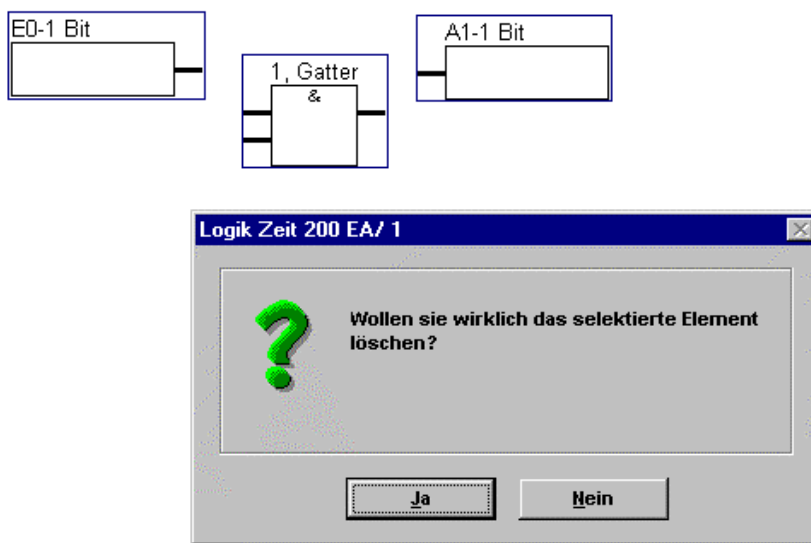 E0-1 Bit
1, Gatter
&
A1-1 Bit
Logik Zeit 200 EA/ 1
Wollen sie wirklich das selektierte Element
löschen?
Ja
Nein